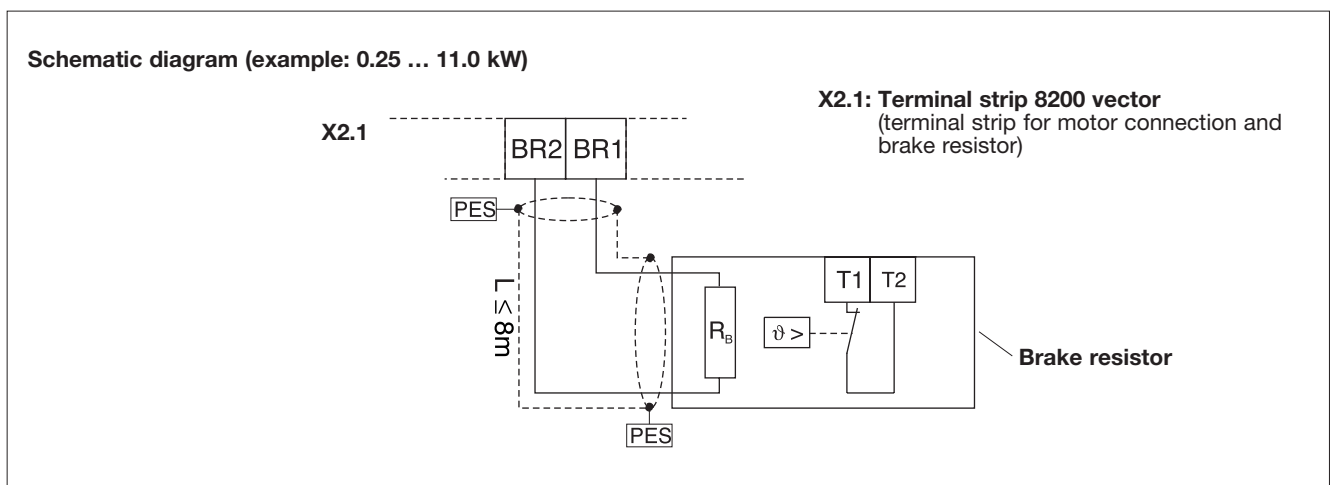 Schematic diagram (example: 0.25 … 11.0 kW)
X2.1: Terminal strip 8200 vector
(terminal strip for motor connection and
brake resistor)
X2.1
BR2 BR1
PES
L ≤ 8m
T1 T2
R_B
ϑ >
Brake resistor
PES